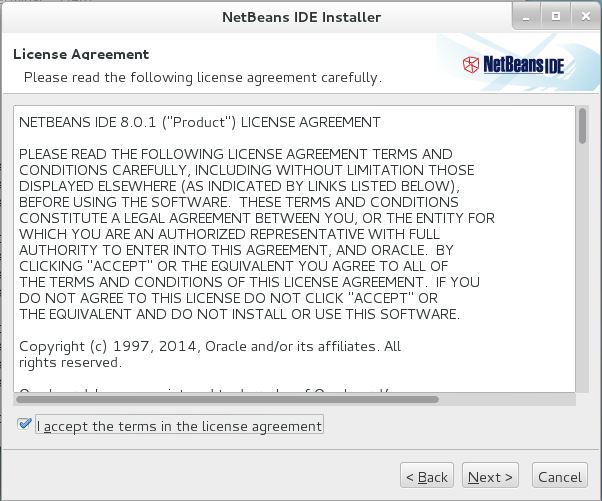 NetBeans IDE Installer
License Agreement
Please read the following license agreement carefully.
NetBeans IDE
NETBEANS IDE 8.0.1 ("Product") LICENSE AGREEMENT
PLEASE READ THE FOLLOWING LICENSE AGREEMENT TERMS AND
CONDITIONS CAREFULLY, INCLUDING WITHOUT LIMITATION THOSE
DISPLAYED ELSEWHERE (AS INDICATED BY LINKS LISTED BELOW),
BEFORE USING THE SOFTWARE.  THESE TERMS AND CONDITIONS
CONSTITUTE A LEGAL AGREEMENT BETWEEN YOU, OR THE ENTITY FOR
WHICH YOU ARE AN AUTHORIZED REPRESENTATIVE WITH FULL
AUTHORITY TO ENTER INTO THIS AGREEMENT, AND ORACLE.  BY
CLICKING "ACCEPT" OR THE EQUIVALENT YOU AGREE TO ALL OF
THE TERMS AND CONDITIONS OF THIS LICENSE AGREEMENT.  IF YOU
DO NOT AGREE TO THIS LICENSE DO NOT CLICK "ACCEPT" OR
THE EQUIVALENT AND DO NOT INSTALL OR USE THIS SOFTWARE.
Copyright (c) 1997, 2014, Oracle and/or its affiliates. All
rights reserved.
I accept the terms in the license agreement
< Back
Next >
Cancel